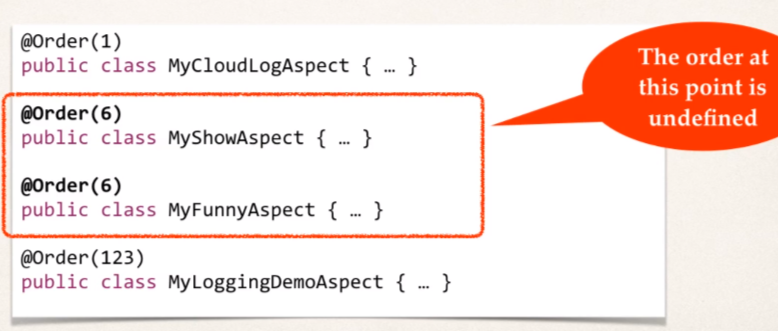 @Order(1)
public class MyCloudLogAspect { … }
@Order(6)
public class MyShowAspect { … }
@Order(6)
public class MyFunnyAspect { … }
@Order(123)
public class MyLoggingDemoAspect { … }
The order at
this point is
undefined